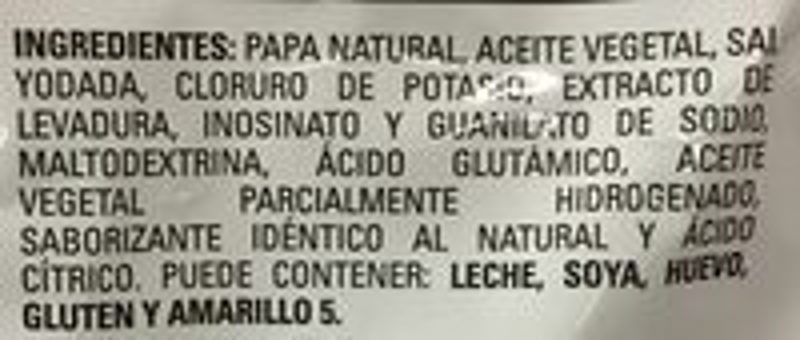 INGREDIENTES: PAPA NATURAL, ACEITE VEGETAL, SAL
YODADA, CLORURO DE POTASIO, EXTRACTO DE
LEVADURA, INOSINATO Y GUANILATO DE SODIO,
MALTODEXTRINA, ÁCIDO GLUTÁMICO, ACEITE
VEGETAL PARCIALMENTE HIDROGENADO,
SABORIZANTE IDÉNTICO AL NATURAL Y ÁCIDO
CÍTRICO. PUEDE CONTENER: LECHE, SOYA, HUEVO,
GLUTEN Y AMARILLO 5.